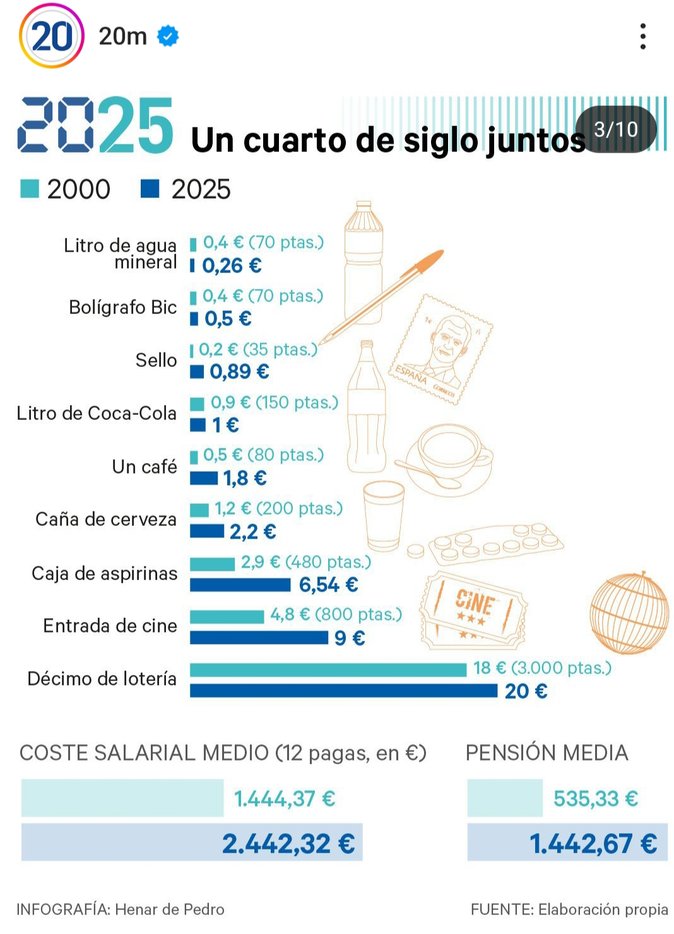 20
20m
2025 Un cuarto de siglo juntos
3/10
2000 2025
Litro de agua mineral
0,4 € (70 ptas.)
0,26 €
Bolígrafo Bic
0,4 € (70 ptas.)
0,5 €
Sello
0,2 € (35 ptas.)
0,89 €
Litro de Coca-Cola
0,9 € (150 ptas.)
1 €
Un café
0,5 € (80 ptas.)
1,8 €
Caña de cerveza
1,2 € (200 ptas.)
2,2 €
Caja de aspirinas
2,9 € (480 ptas.)
6,54 €
Entrada de cine
4,8 € (800 ptas.)
9 €
Décimo de lotería
18 € (3.000 ptas.)
20 €
ESPAÑA
CORREOS
CINE
COSTE SALARIAL MEDIO (12 pagas, en €)
1.444,37 €
2.442,32 €
PENSIÓN MEDIA
535,33 €
1.442,67 €
INFOGRAFÍA: Henar de Pedro
FUENTE: Elaboración propia